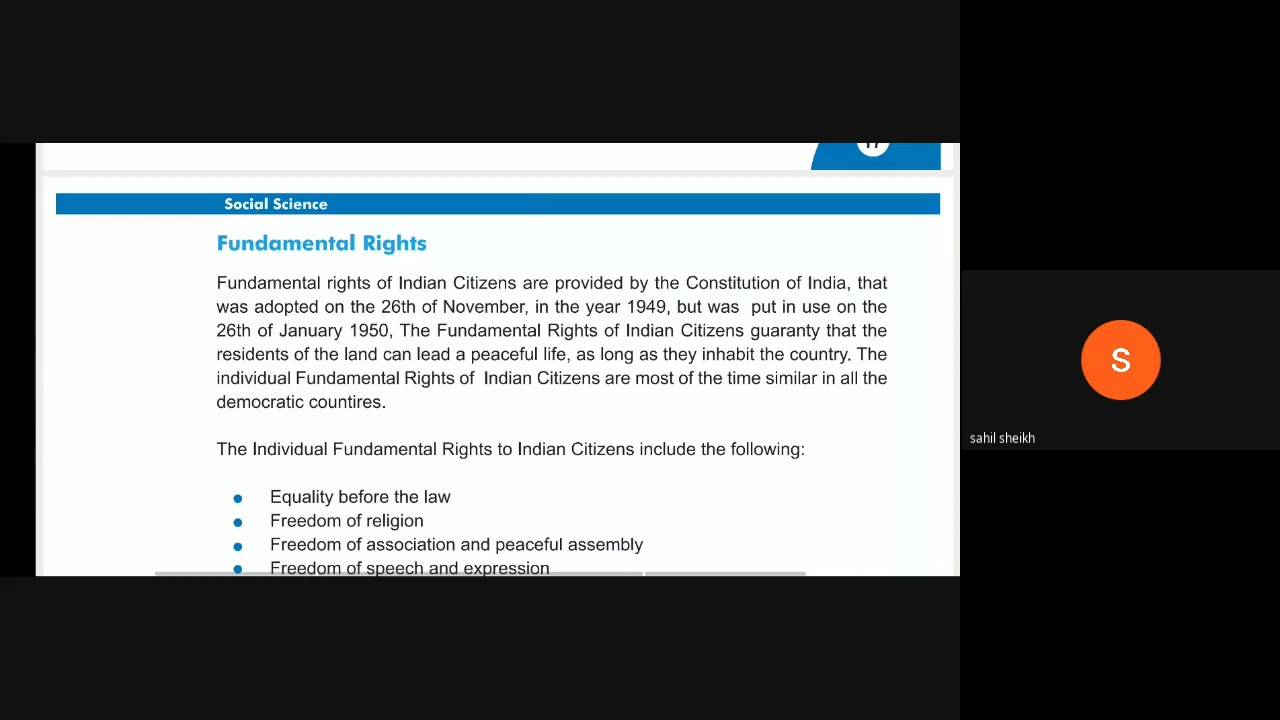 17
Social Science
Fundamental Rights
Fundamental rights of Indian Citizens are provided by the Constitution of India, that
was adopted on the 26th of November, in the year 1949, but was put in use on the
26th of January 1950, The Fundamental Rights of Indian Citizens guaranty that the
residents of the land can lead a peaceful life, as long as they inhabit the country. The
individual Fundamental Rights of Indian Citizens are most of the time similar in all the
democratic countires.
The Individual Fundamental Rights to Indian Citizens include the following:
Equality before the law
Freedom of religion
Freedom of association and peaceful assembly
Freedom of speech and expression
S
sahil sheikh